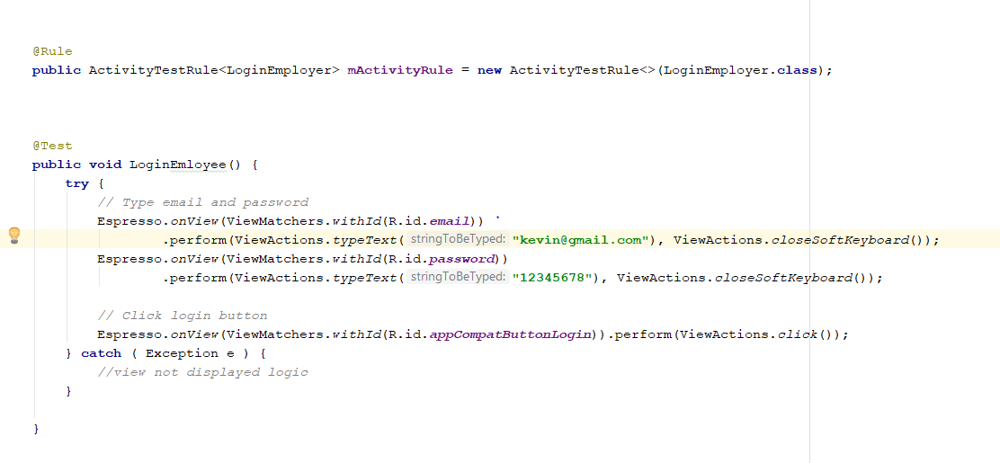 @Rule
public ActivityTestRule<LoginEmployer> mActivityRule = new ActivityTestRule<>(LoginEmployer.class);
@Test
public void LoginEmloyee() {
try {
// Type email and password
Espresso.onView(ViewMatchers.withId(R.id.email))
.perform(ViewActions.typeText( stringToBeTyped: "kevin@gmail.com"), ViewActions.closeSoftKeyboard());
Espresso.onView(ViewMatchers.withId(R.id.password))
.perform(ViewActions.typeText( stringToBeTyped: "12345678"), ViewActions.closeSoftKeyboard());
// Click login button
Espresso.onView(ViewMatchers.withId(R.id.appCompatButtonLogin)).perform(ViewActions.click());
} catch ( Exception e ) {
//view not displayed logic
}
}